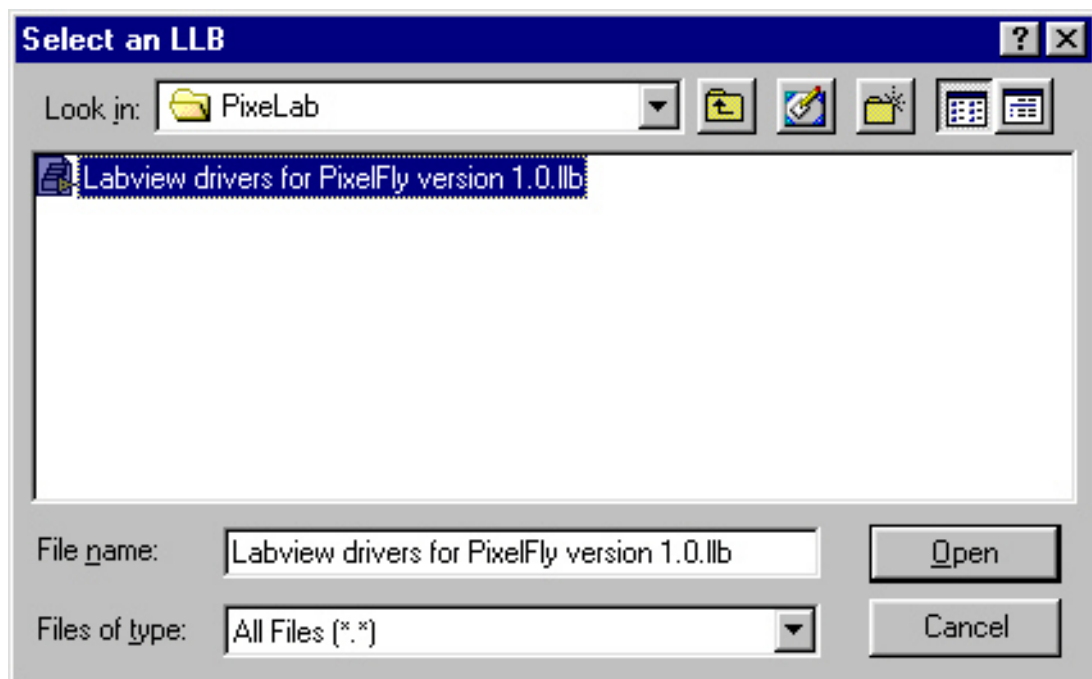 Select an LLB
Look in: PixeLab
Labview drivers for PixelFly version 1.0.llb
File name: Labview drivers for PixelFly version 1.0.llb Open
Files of type: All Files (*.*) Cancel